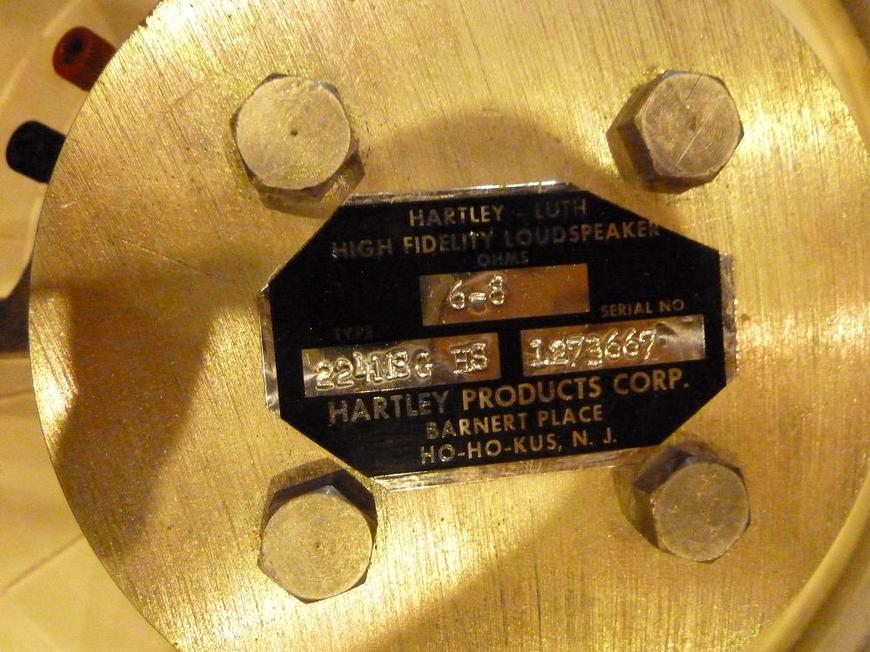 HARTLEY - LUTH
HIGH FIDELITY LOUDSPEAKER
OHMS
6-8
SERIAL NO
TYPE
224MSG HS
1273667
HARTLEY PRODUCTS CORP.
BARNERT PLACE
HO-HO-KUS, N. J.